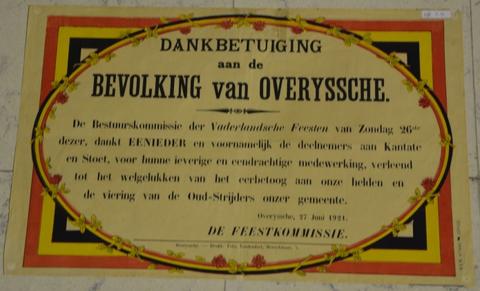 DANKBETUIGING
aan de
BEVOLKING van OVERYSSCHE.
De Bestuurskommissie der Vaderlandsche Feesten van Zondag 26ste
dezer, dankt EENIEDER en voornamelijk de deelnemers aan Kantate
en Stoet, voor hunne ieverige en eendrachtige medewerking, verleend
tot het welgelukken van het eerbetoog aan onze helden en
de viering van de Oud-Strijders onzer gemeente.
Overyssche, 27 Juni 1921.
DE FEESTKOMMISSIE.
Overyssche. — Drukk.